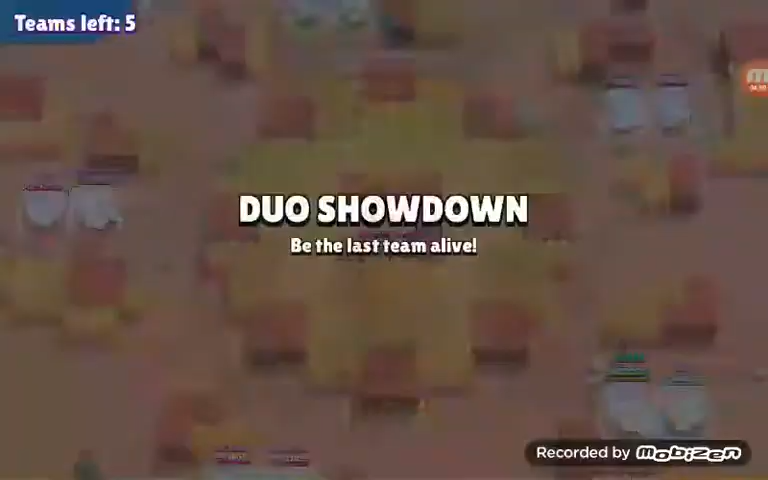 Teams left: 5
DUO SHOWDOWN
Be the last team alive!
Recorded by mobizen